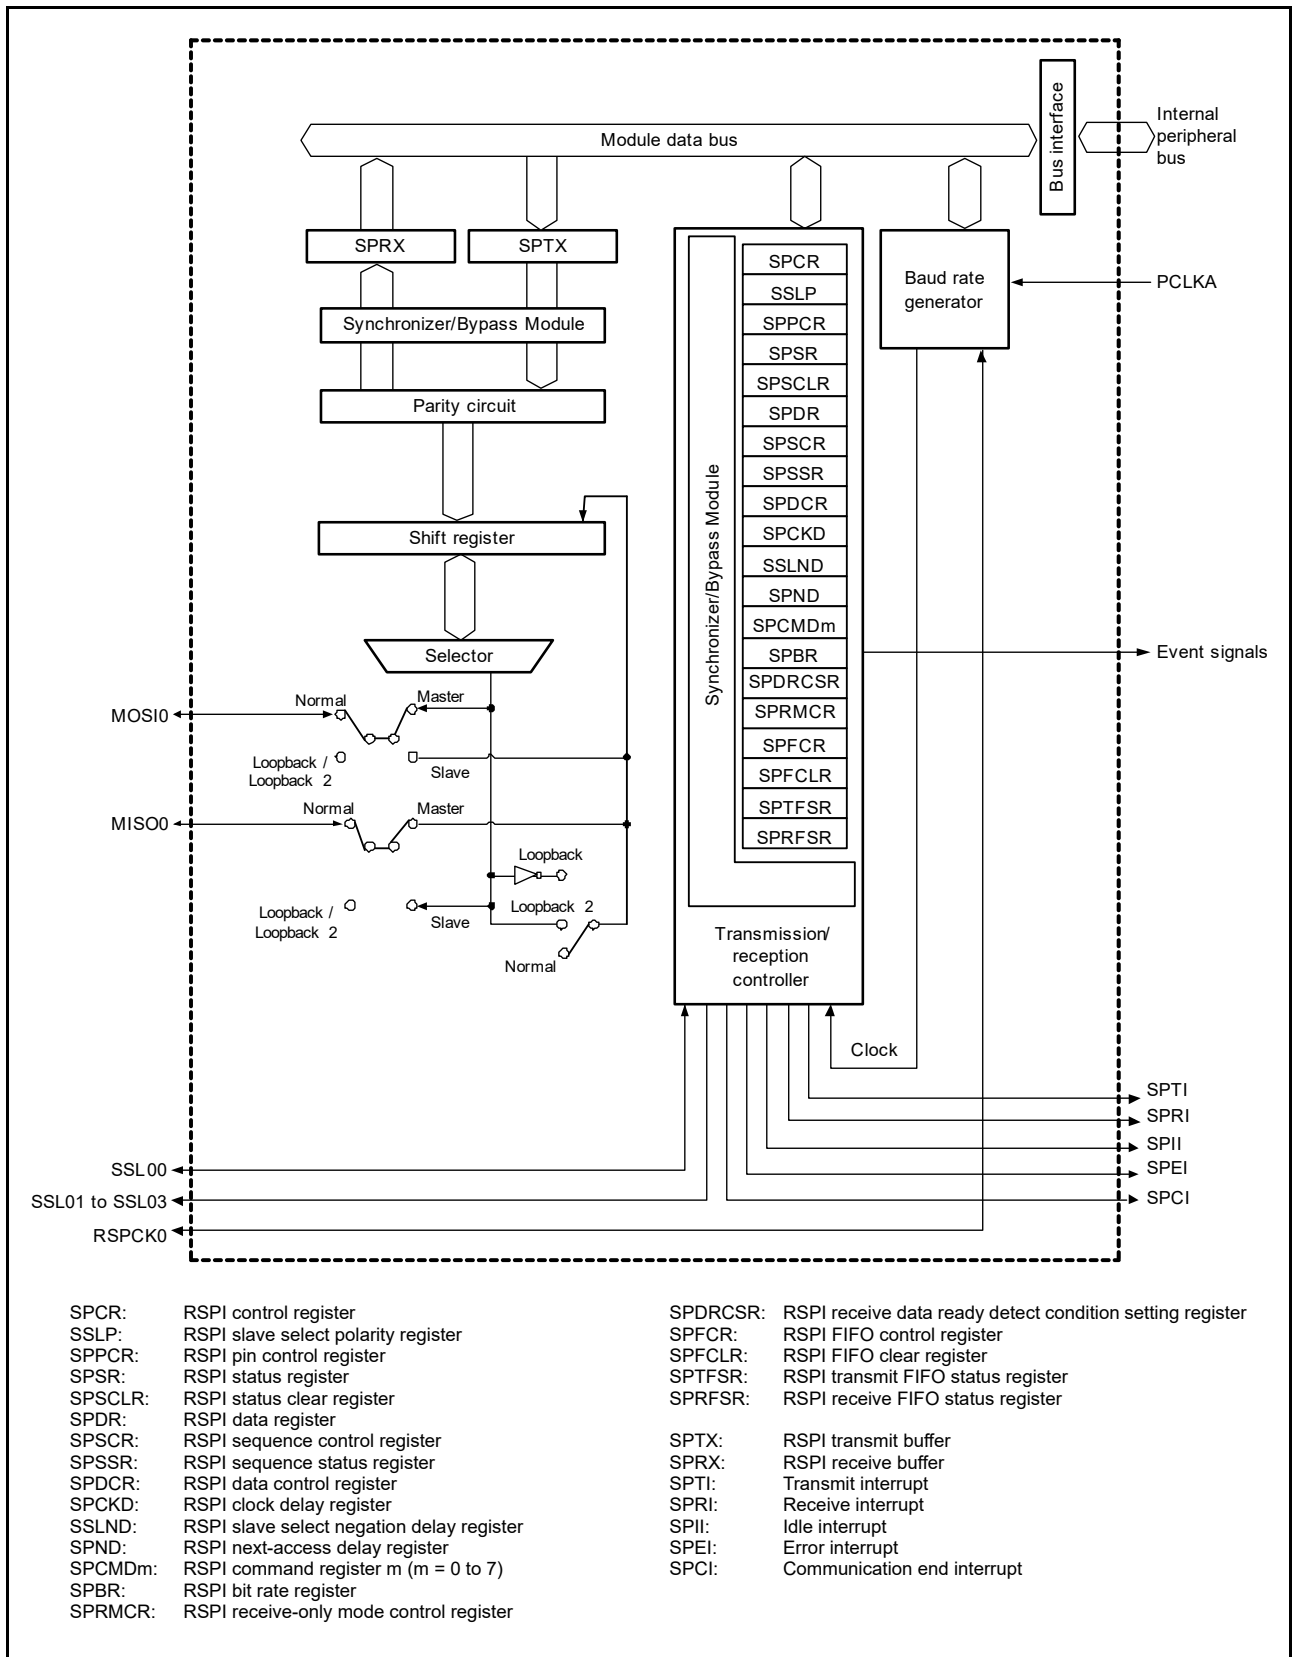 Module data bus
Bus interface
Internal
peripheral
bus
SPRX
SPTX
Synchronizer/Bypass Module
Parity circuit
Shift register
Selector
Baud rate
generator
PCLKA
Synchronizer/Bypass Module
SPCR
SSLP
SPPCR
SPSR
SPSCLR
SPDR
SPSCR
SPSSR
SPDCR
SPCKD
SSLND
SPND
SPCMDm
SPBR
SPDRCSR
SPRMCR
SPFCR
SPFCLR
SPTFSR
SPRFSR
Transmission/
reception
controller
Event signals
MOSI0
Normal
Master
Loopback /
Loopback 2
Slave
MISO0
Normal
Master
Loopback
Loopback /
Loopback 2
Slave
Loopback 2
Normal
Clock
SPTI
SPRI
SPII
SPEI
SPCI
SSL00
SSL01 to SSL03
RSPCK0
SPCR: RSPI control register
SSLP: RSPI slave select polarity register
SPPCR: RSPI pin control register
SPSR: RSPI status register
SPSCLR: RSPI status clear register
SPDR: RSPI data register
SPSCR: RSPI sequence control register
SPSSR: RSPI sequence status register
SPDCR: RSPI data control register
SPCKD: RSPI clock delay register
SSLND: RSPI slave select negation delay register
SPND: RSPI next-access delay register
SPCMDm: RSPI command register m (m = 0 to 7)
SPBR: RSPI bit rate register
SPRMCR: RSPI receive-only mode control register
SPDRCSR: RSPI receive data ready detect condition setting register
SPFCR: RSPI FIFO control register
SPFCLR: RSPI FIFO clear register
SPTFSR: RSPI transmit FIFO status register
SPRFSR: RSPI receive FIFO status register
SPTX: RSPI transmit buffer
SPRX: RSPI receive buffer
SPTI: Transmit interrupt
SPRI: Receive interrupt
SPII: Idle interrupt
SPEI: Error interrupt
SPCI: Communication end interrupt